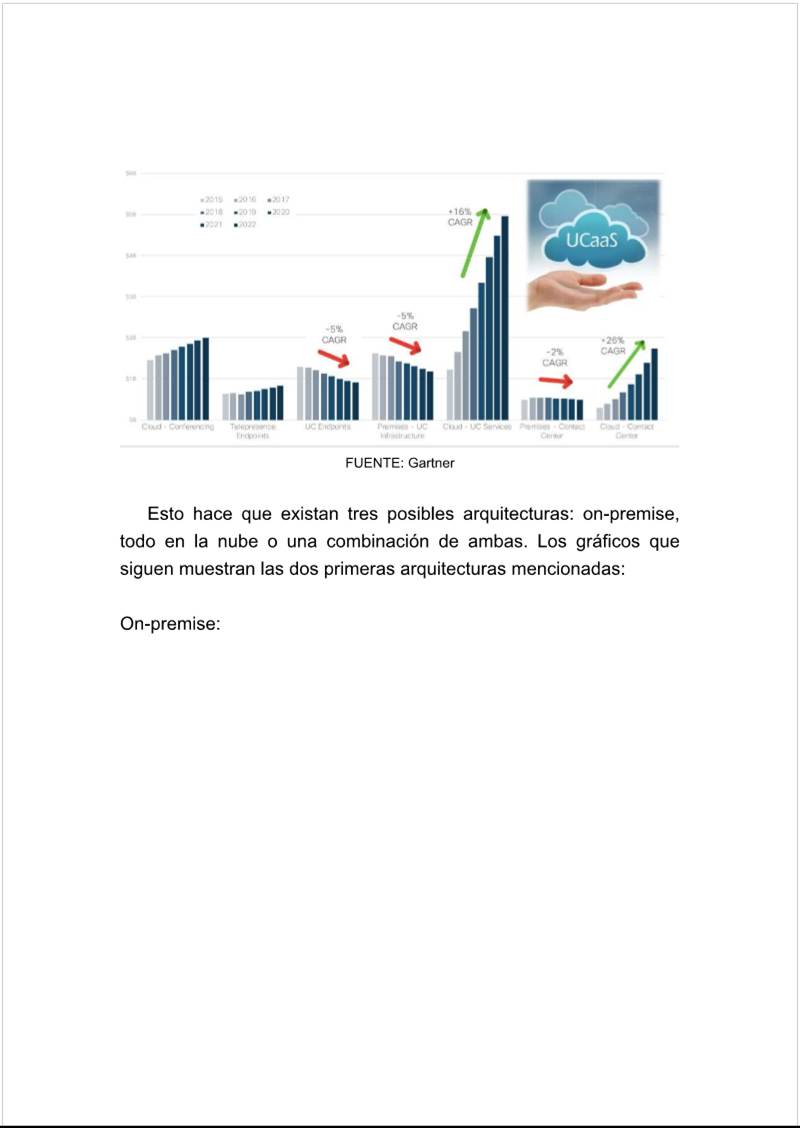 $6B
$5B
$4B
$3B
$2B
$1B
$0
2015 2016 2017
2018 2019 2020
2021 2022
+16%
CAGR
UCaaS
-5%
CAGR
-5%
CAGR
-2%
CAGR
+26%
CAGR
Cloud - Conferencing
Telepresence
Endpoints
UC Endpoints
Premises - UC
Infrastructure
Cloud - UC Services
Premises - Contact
Center
Cloud - Contact
Center
FUENTE: Gartner
Esto hace que existan tres posibles arquitecturas: on-premise,
todo en la nube o una combinación de ambas. Los gráficos que
siguen muestran las dos primeras arquitecturas mencionadas:
On-premise: